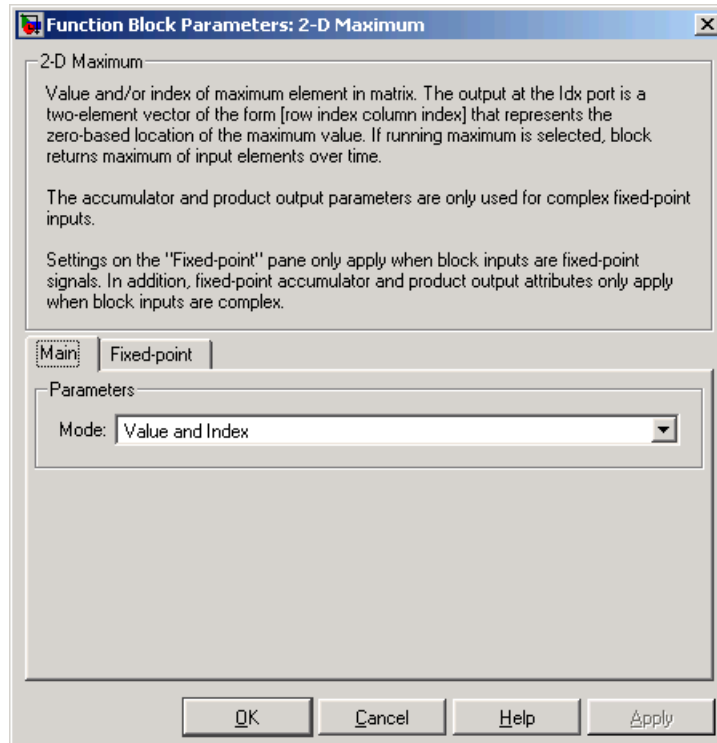 Function Block Parameters: 2-D Maximum
2-D Maximum
Value and/or index of maximum element in matrix. The output at the Idx port is a
two-element vector of the form [row index column index] that represents the
zero-based location of the maximum value. If running maximum is selected, block
returns maximum of input elements over time.
The accumulator and product output parameters are only used for complex fixed-point
inputs.
Settings on the "Fixed-point" pane only apply when block inputs are fixed-point
signals. In addition, fixed-point accumulator and product output attributes only apply
when block inputs are complex.
Main Fixed-point
Parameters
Mode: Value and Index
OK Cancel Help Apply